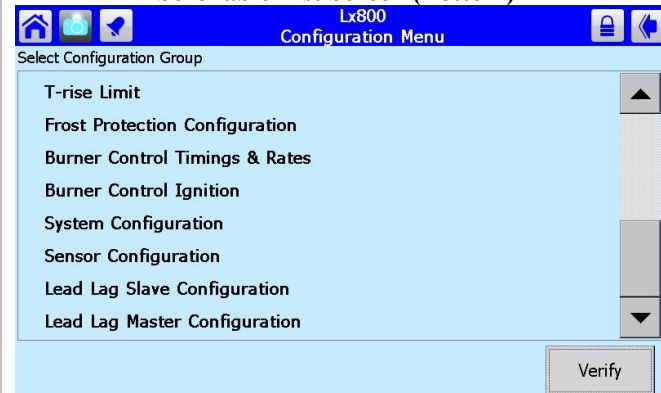 Lx800
Configuration Menu
Select Configuration Group
T-rise Limit
Frost Protection Configuration
Burner Control Timings & Rates
Burner Control Ignition
System Configuration
Sensor Configuration
Lead Lag Slave Configuration
Lead Lag Master Configuration
Verify